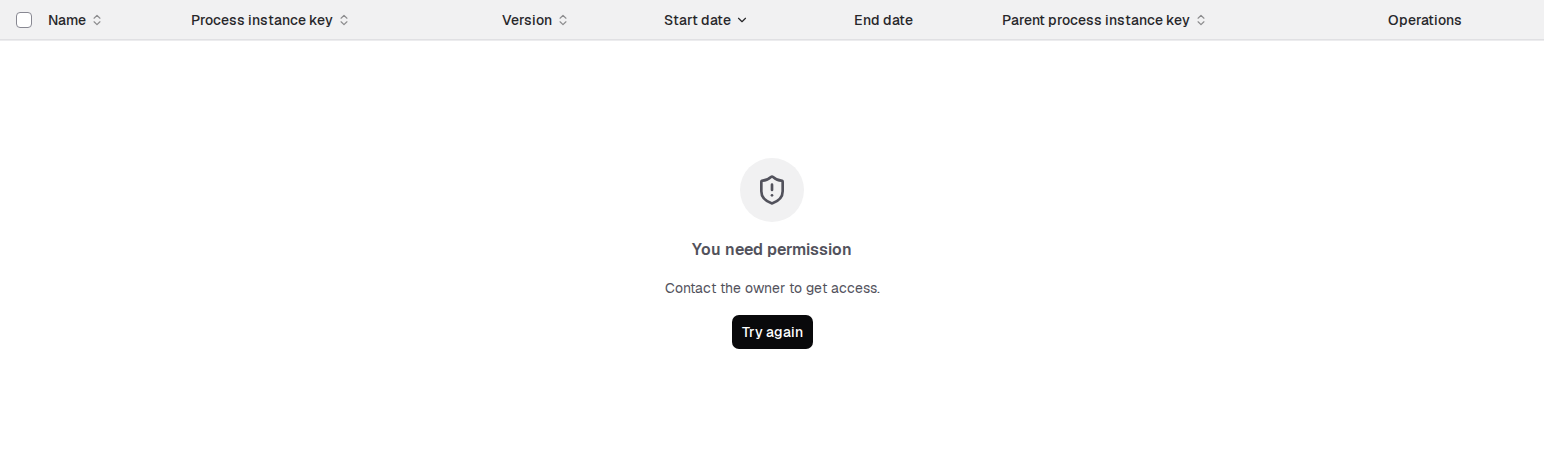 Name Process instance key Version Start date End date Parent process instance key Operations
You need permission
Contact the owner to get access.
Try again